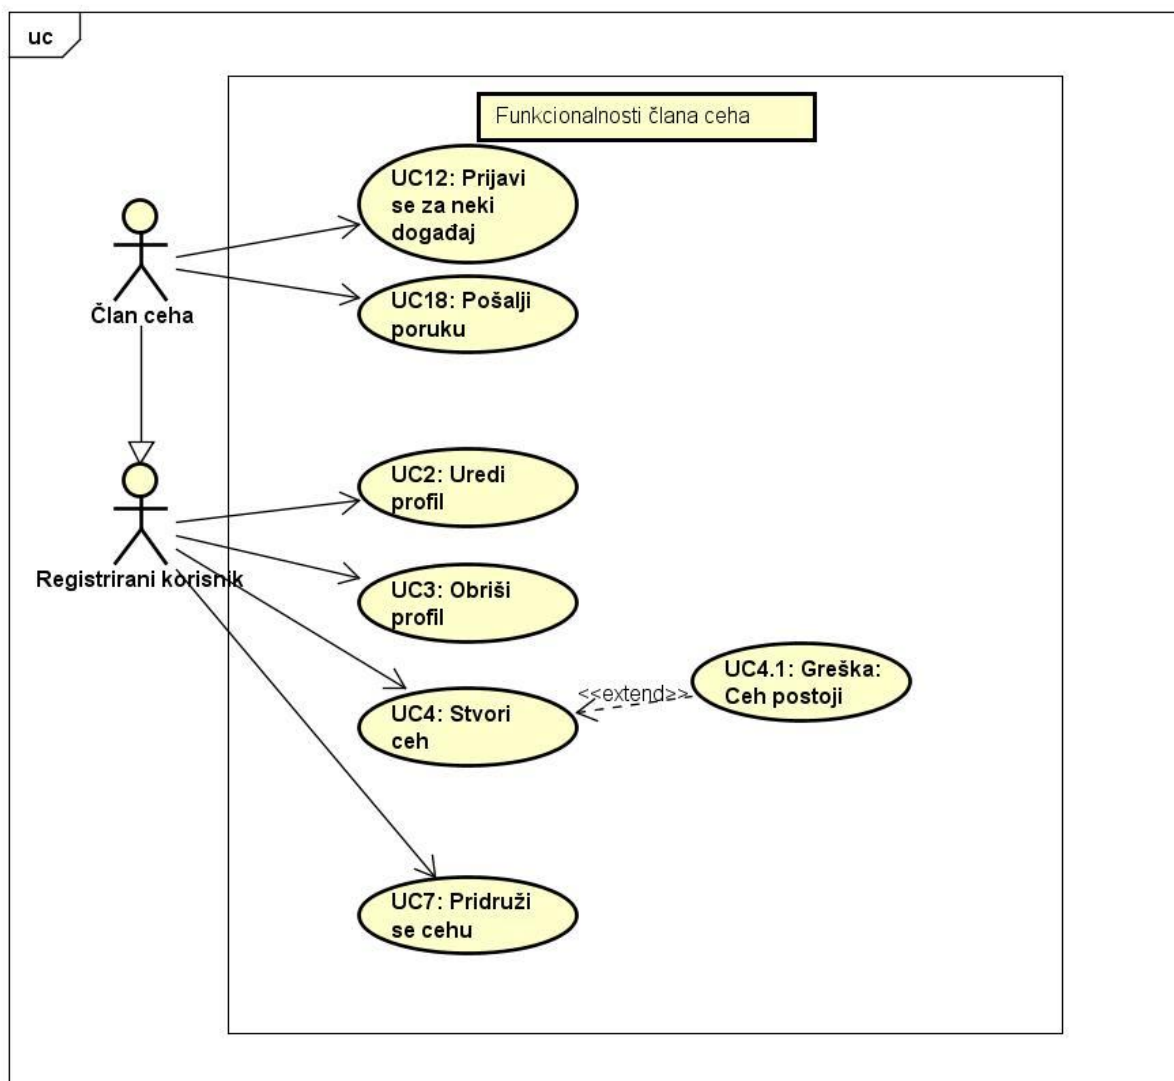 uc
Funkcionalnosti člana ceha
UC12: Prijavi
se za neki
događaj
UC18: Pošalji
poruku
Član ceha
UC2: Uredi
profil
Registrirani korisnik
UC3: Obriši
profil
UC4: Stvori
ceh
<<extend>>
UC4.1: Greška:
Ceh postoji
UC7: Pridruži
se cehu